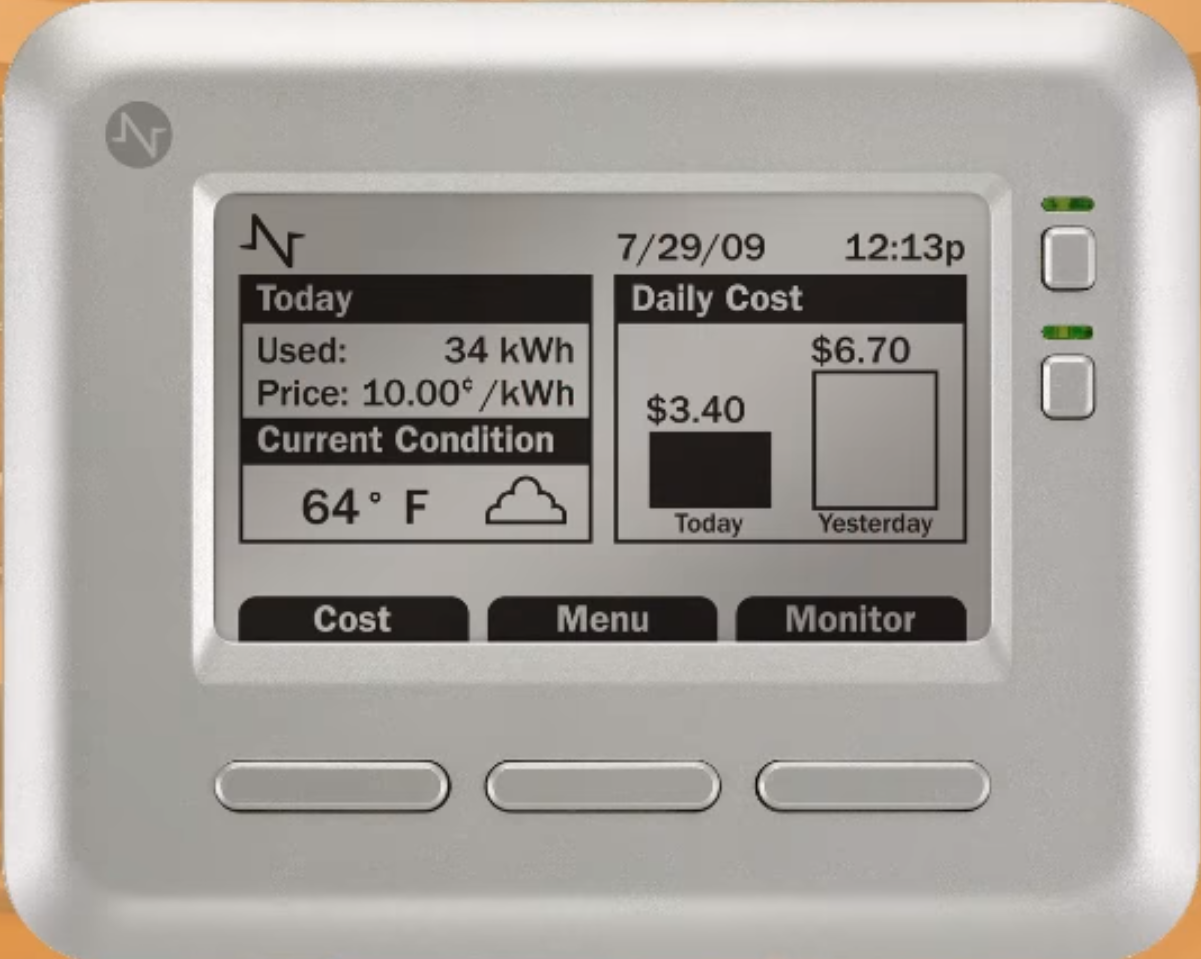 7/29/09 12:13p
Today
Used: 34 kWh
Price: 10.00¢/kWh
Current Condition
64° F
Daily Cost
$6.70
$3.40
Today Yesterday
Cost Menu Monitor